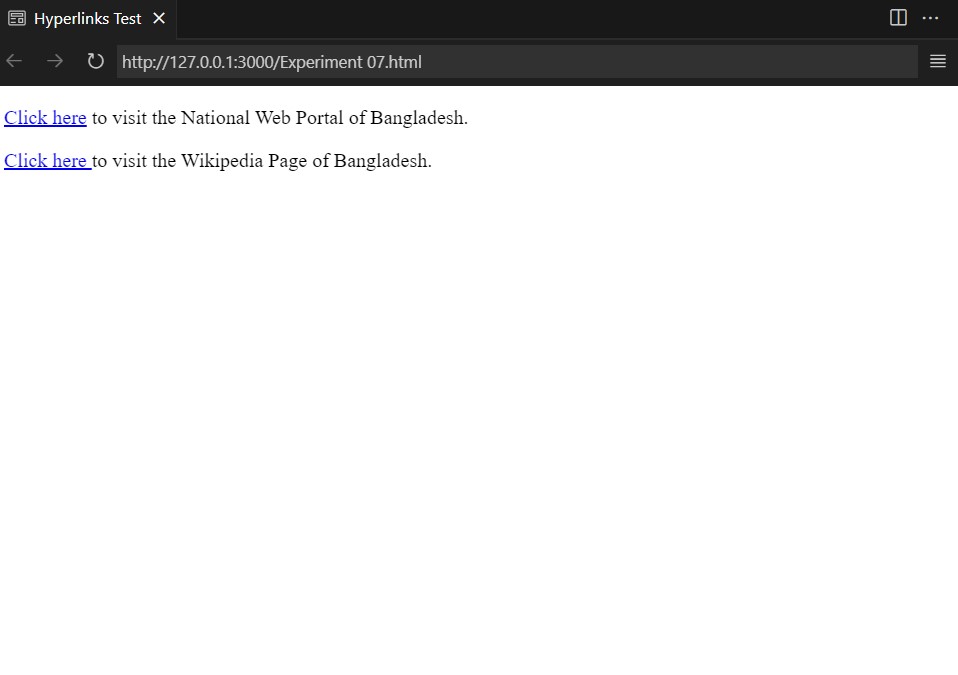 Hyperlinks Test
http://127.0.0.1:3000/Experiment 07.html
Click here to visit the National Web Portal of Bangladesh.
Click here to visit the Wikipedia Page of Bangladesh.